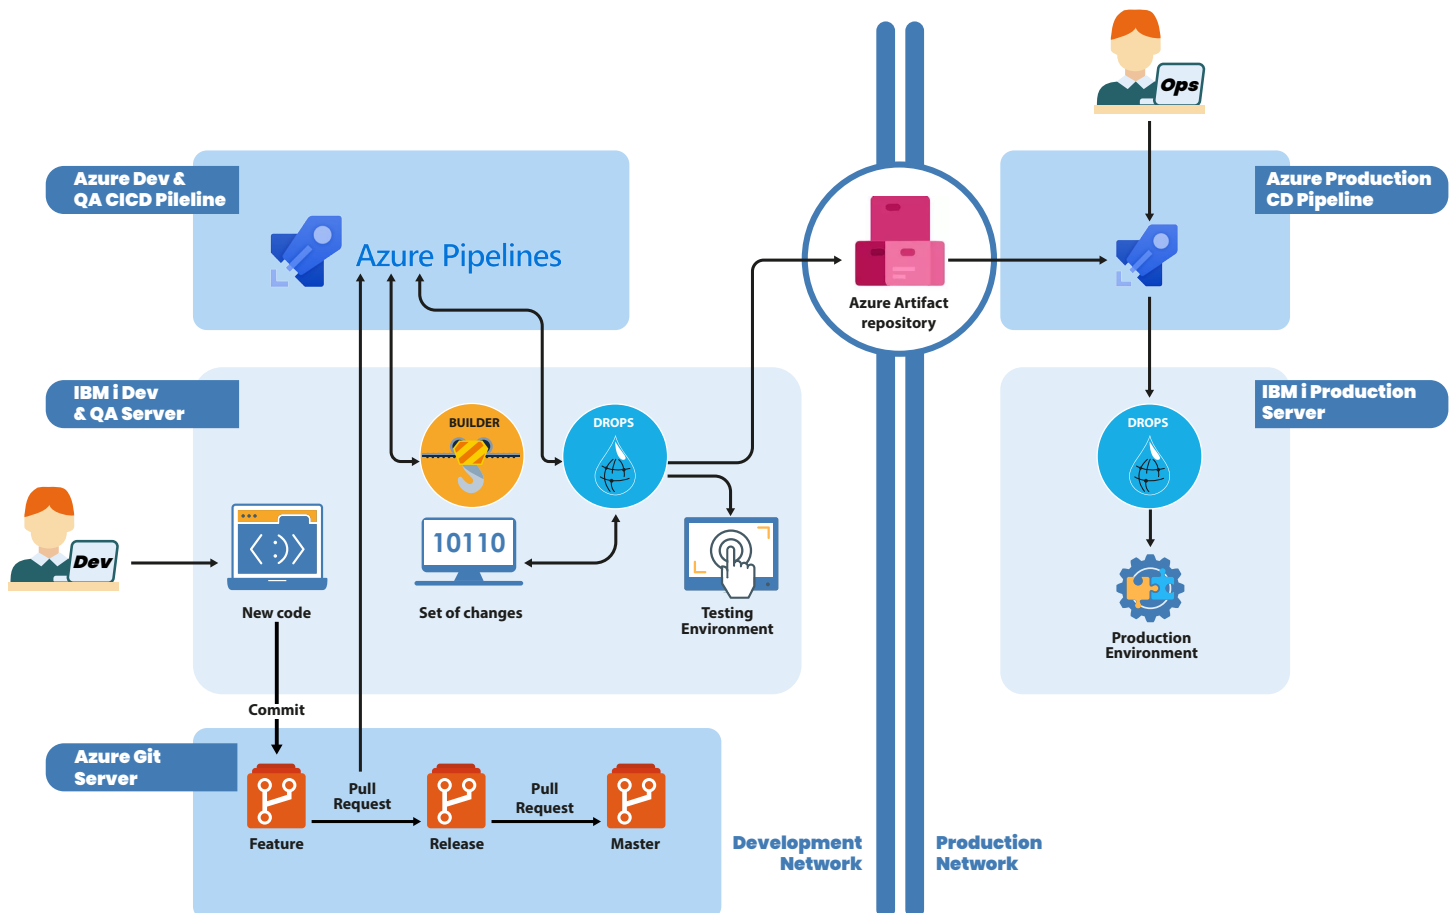 Ops
Azure Dev &
QA CICD Pileline
Azure Production
CD Pipeline
Azure Pipelines
Azure Artifact
repository
IBM i Dev
& QA Server
IBM i Production
Server
BUILDER
DROPS
DROPS
Dev
10110
New code
Set of changes
Testing
Environment
Production
Environment
Commit
Azure Git
Server
Pull
Request
Pull
Request
Feature
Release
Master
Development
Network
Production
Network